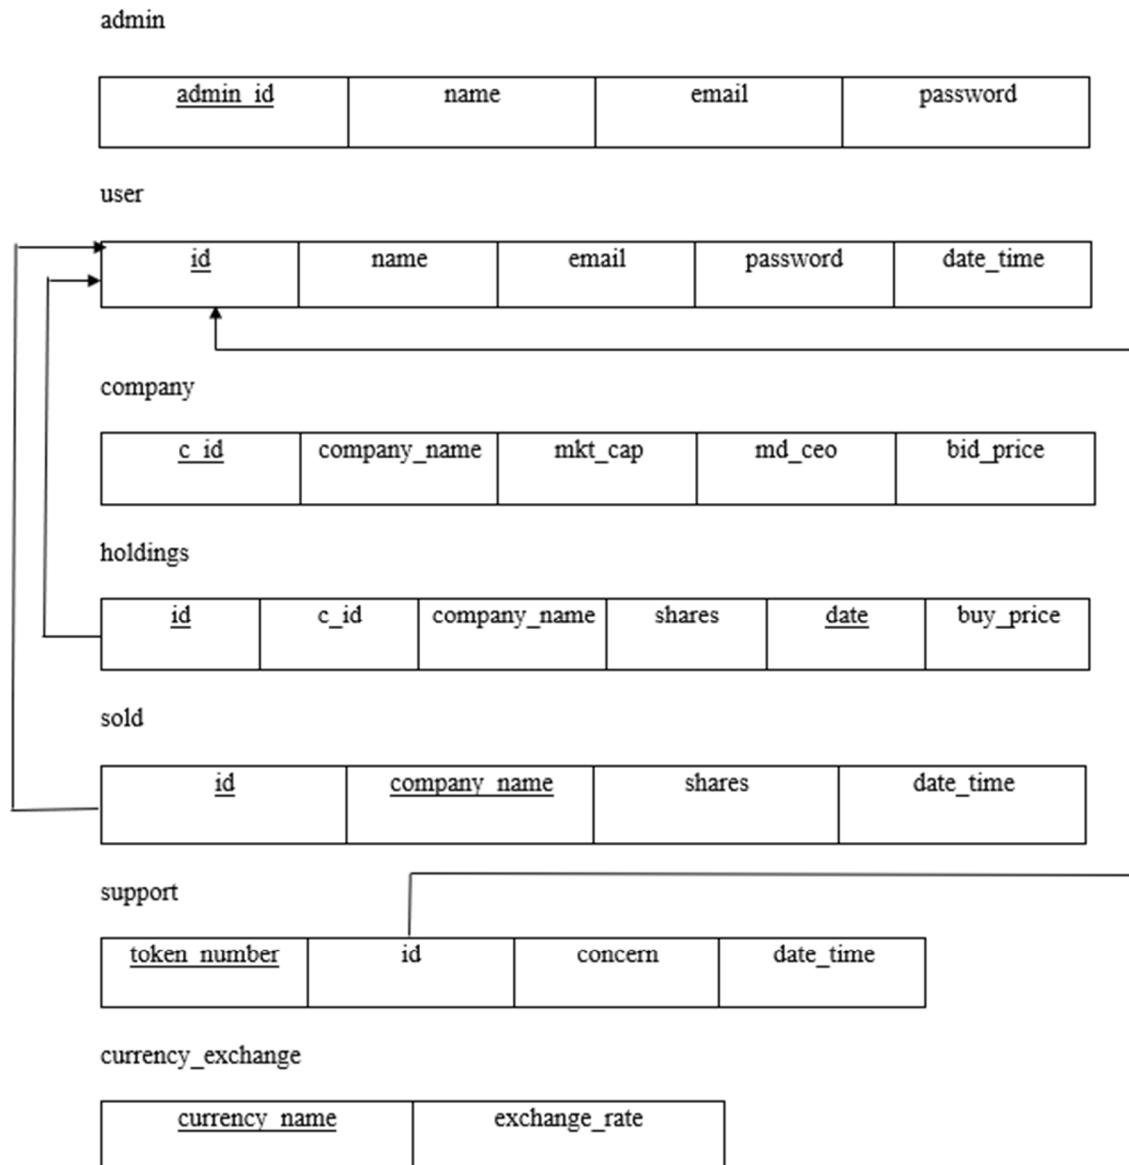 admin
admin_id name email password
user
id name email password date_time
company
c_id company_name mkt_cap md_ceo bid_price
holdings
id c_id company_name shares date buy_price
sold
id company_name shares date_time
support
token_number id concern date_time
currency_exchange
currency_name exchange_rate